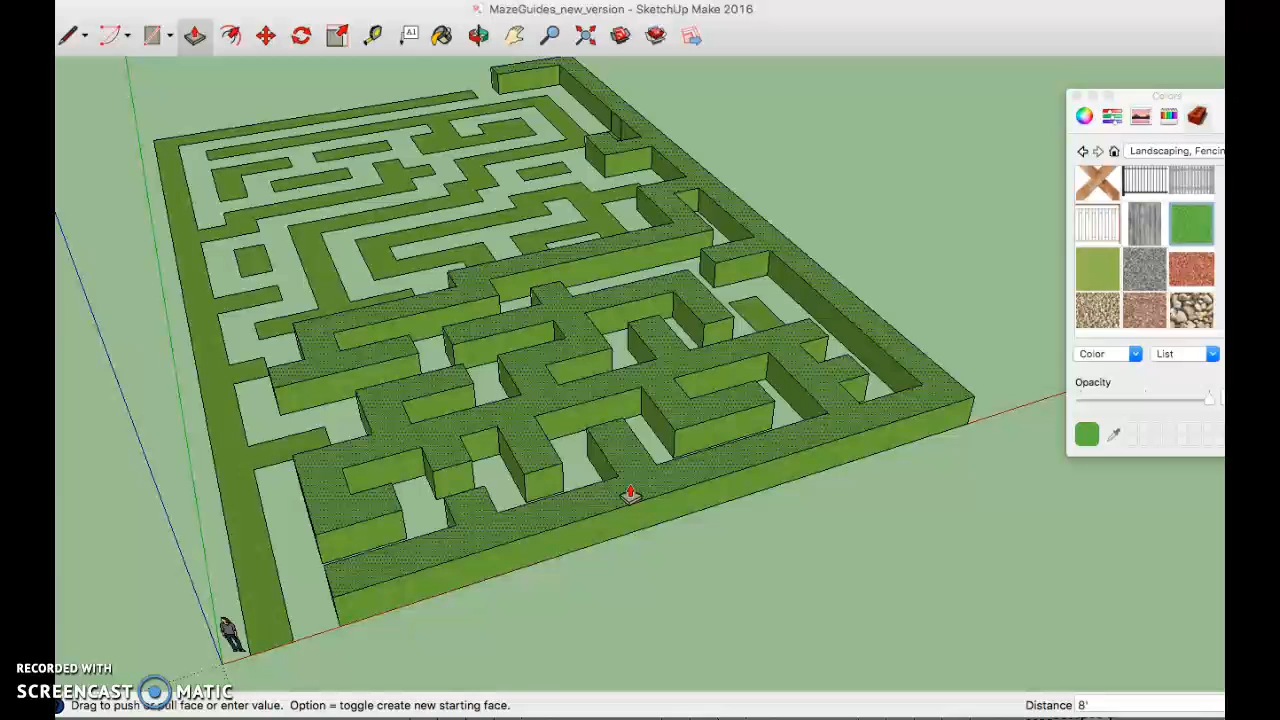 MazeGuides_new_version - SketchUp Make 2016
A1
Colors
Landscaping, Fencin
Color
List
Opacity
RECORDED WITH
SCREENCAST MATIC
Drag to push or pull face or enter value. Option = toggle create new starting face.
Distance 8'